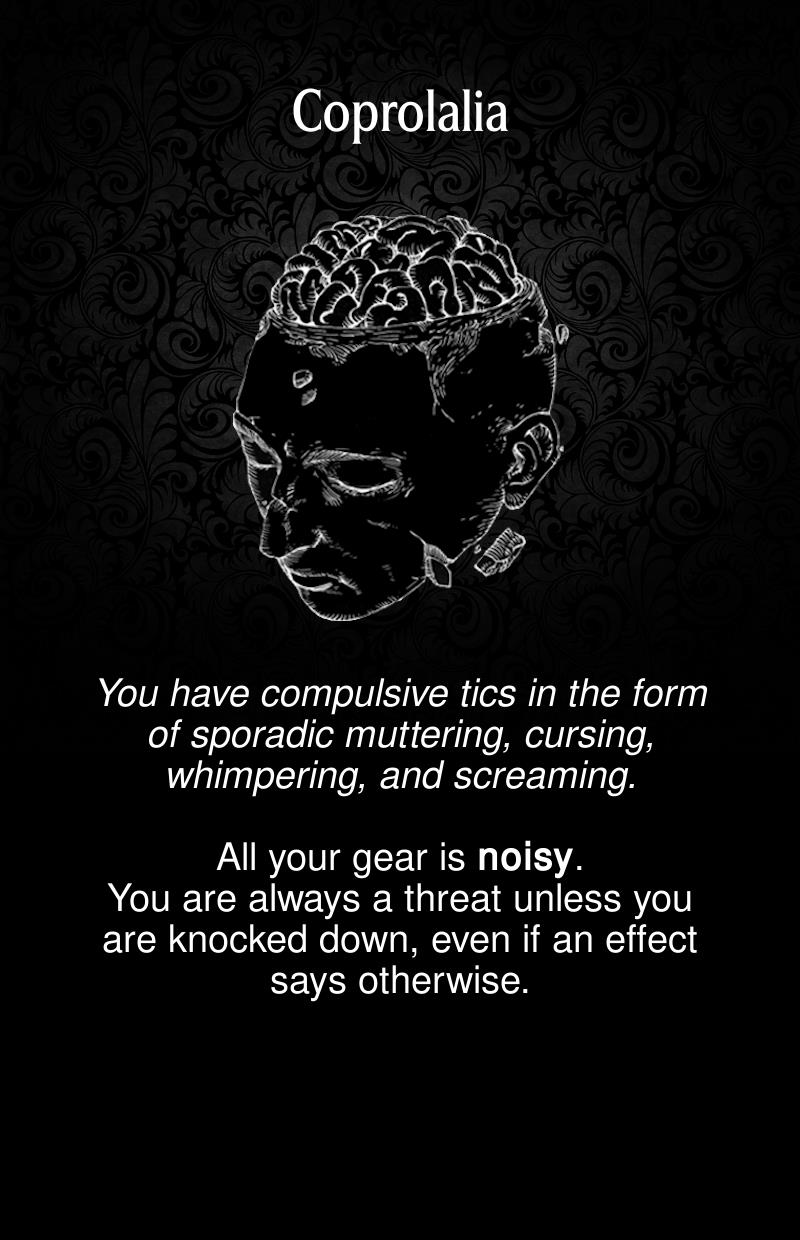 Coprolalia
You have compulsive tics in the form
of sporadic muttering, cursing,
whimpering, and screaming.
All your gear is noisy.
You are always a threat unless you
are knocked down, even if an effect
says otherwise.